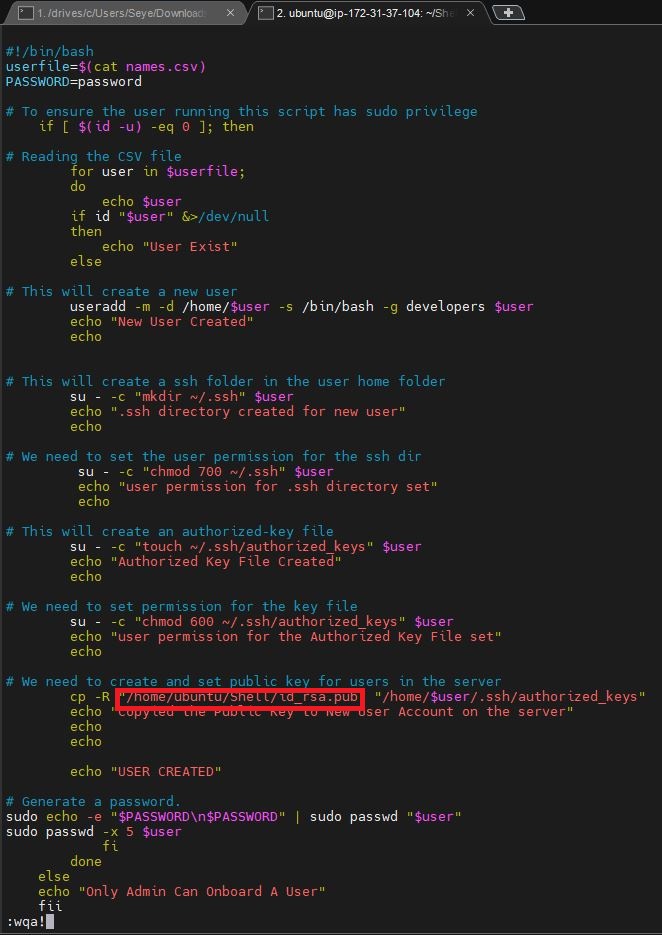 1. /drives/c/Users/Seye/Downloads
2. ubuntu@ip-172-31-37-104: ~/She
#!/bin/bash
userfile=$(cat names.csv)
PASSWORD=password
# To ensure the user running this script has sudo privilege
if [ $(id -u) -eq 0 ]; then
# Reading the CSV file
for user in $userfile;
do
echo $user
if id "$user" &>/dev/null
then
echo "User Exist"
else
# This will create a new user
useradd -m -d /home/$user -s /bin/bash -g developers $user
echo "New User Created"
echo
# This will create a ssh folder in the user home folder
su - -c "mkdir ~/.ssh" $user
echo ".ssh directory created for new user"
echo
# We need to set the user permission for the ssh dir
su - -c "chmod 700 ~/.ssh" $user
echo "user permission for .ssh directory set"
echo
# This will create an authorized-key file
su - -c "touch ~/.ssh/authorized_keys" $user
echo "Authorized Key File Created"
echo
# We need to set permission for the key file
su - -c "chmod 600 ~/.ssh/authorized_keys" $user
echo "user permission for the Authorized Key File set"
echo
# We need to create and set public key for users in the server
cp -R "/home/ubuntu/Shell/id_rsa.pub" "/home/$user/.ssh/authorized_keys"
echo "Copyied the Public Key to New User Account on the server"
echo
echo
echo "USER CREATED"
# Generate a password.
sudo echo -e "$PASSWORD\n$PASSWORD" | sudo passwd "$user"
sudo passwd -x 5 $user
fi
done
else
echo "Only Admin Can Onboard A User"
fii
:wqa!